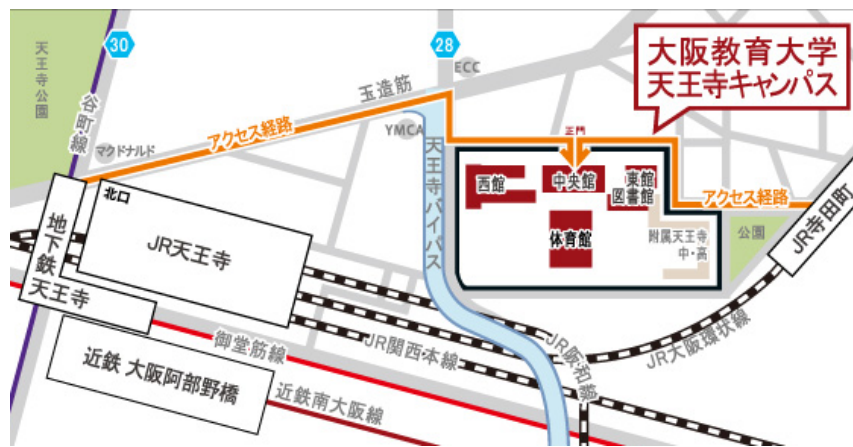 30
28
大阪教育大学
天王寺キャンパス
天王寺公園
谷町線
ECC
玉造筋
YMCA
アクセス経路
マクドナルド
正門
天王寺バイパス
西館
中央館
東館
図書館
アクセス経路
北口
JR天王寺
地下鉄
天王寺
体育館
附属天王寺
中・高
公園
JR寺田町
御堂筋線
JR関西本線
JR阪和線
JR大阪環状線
近鉄 大阪阿部野橋
近鉄南大阪線